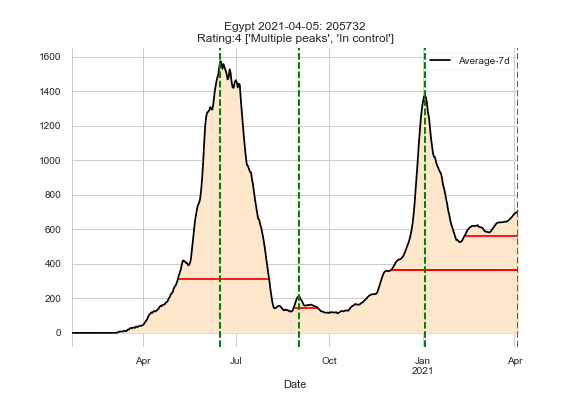 Egypt 2021-04-05: 205732
Rating:4 ['Multiple peaks', 'In control']
Average-7d
1600
1400
1200
1000
800
600
400
200
0
Apr
Jul
Oct
Jan
2021
Apr
Date